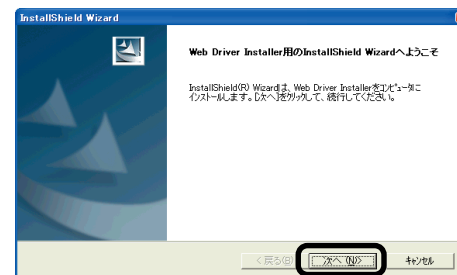 InstallShield Wizard
Web Driver Installer用のInstallShield Wizardへようこそ
InstallShield(R) Wizardは、Web Driver Installerをコンピュータに
インストールします。[次へ]をクリックして、続行してください。
< 戻る(B)
次へ(N)>
キャンセル